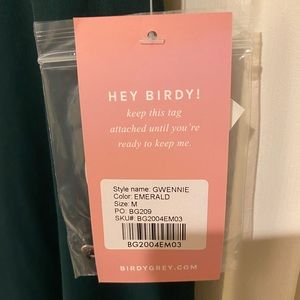 HEY BIRDY!
keep this tag
attached until you're
ready to keep me.
Style name: GWENNIE
Color: EMERALD
Size: M
PO: BG209
SKU#: BG2004EM03
BG2004EM03
BIRDYGREY.COM